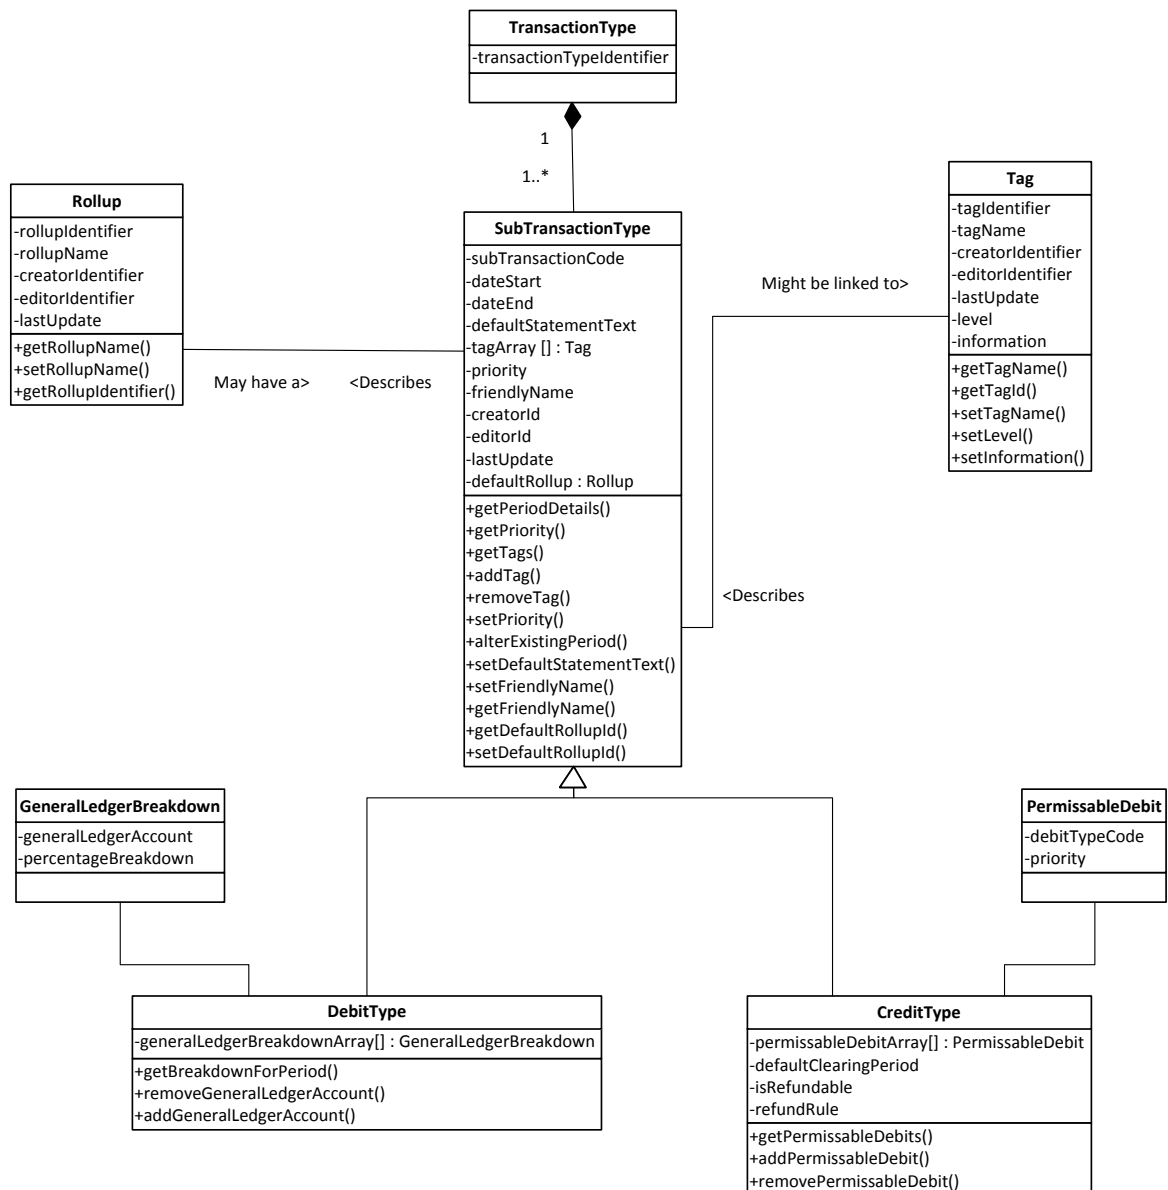 TransactionType
-transactionTypeIdentifier
1
1..*
Rollup
-rollupIdentifier
-rollupName
-creatorIdentifier
-editorIdentifier
-lastUpdate
+getRollupName()
+setRollupName()
+getRollupIdentifier()
May have a>
<Describes
SubTransactionType
-subTransactionCode
-dateStart
-dateEnd
-defaultStatementText
-tagArray [] : Tag
-priority
-friendlyName
-creatorId
-editorId
-lastUpdate
-defaultRollup : Rollup
+getPeriodDetails()
+getPriority()
+getTags()
+addTag()
+removeTag()
+setPriority()
+alterExistingPeriod()
+setDefaultStatementText()
+setFriendlyName()
+getFriendlyName()
+getDefaultRollupId()
+setDefaultRollupId()
Might be linked to>
<Describes
Tag
-tagIdentifier
-tagName
-creatorIdentifier
-editorIdentifier
-lastUpdate
-level
-information
+getTagName()
+getTagId()
+setTagName()
+setLevel()
+setInformation()
GeneralLedgerBreakdown
-generalLedgerAccount
-percentageBreakdown
PermissableDebit
-debitTypeCode
-priority
DebitType
-generalLedgerBreakdownArray[] : GeneralLedgerBreakdown
+getBreakdownForPeriod()
+removeGeneralLedgerAccount()
+addGeneralLedgerAccount()
CreditType
-permissableDebitArray[] : PermissableDebit
-defaultClearingPeriod
-isRefundable
-refundRule
+getPermissableDebits()
+addPermissableDebit()
+removePermissableDebit()